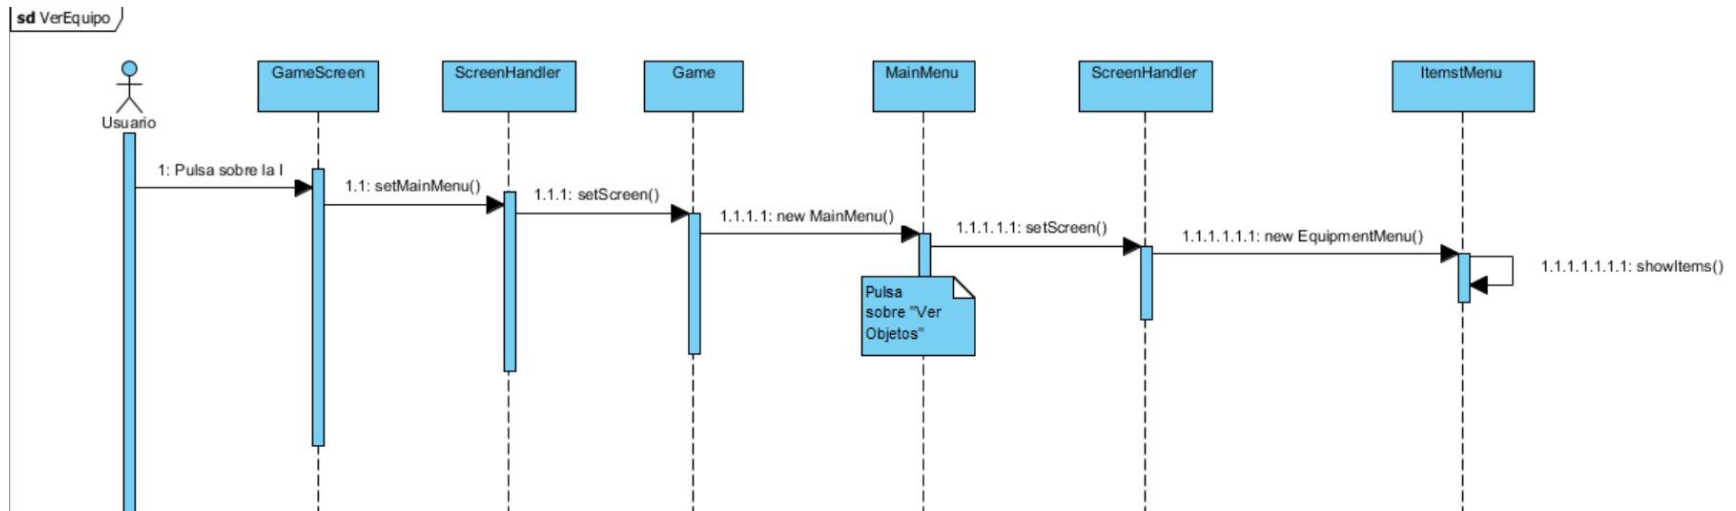 sd VerEquipo
GameScreen
ScreenHandler
Game
MainMenu
ScreenHandler
ItemstMenu
Usuario
1: Pulsa sobre la I
1.1: setMainMenu()
1.1.1: setScreen()
1.1.1.1: new MainMenu()
1.1.1.1.1: setScreen()
1.1.1.1.1.1: new EquipmentMenu()
1.1.1.1.1.1.1: showItems()
Pulsa
sobre "Ver
Objetos"